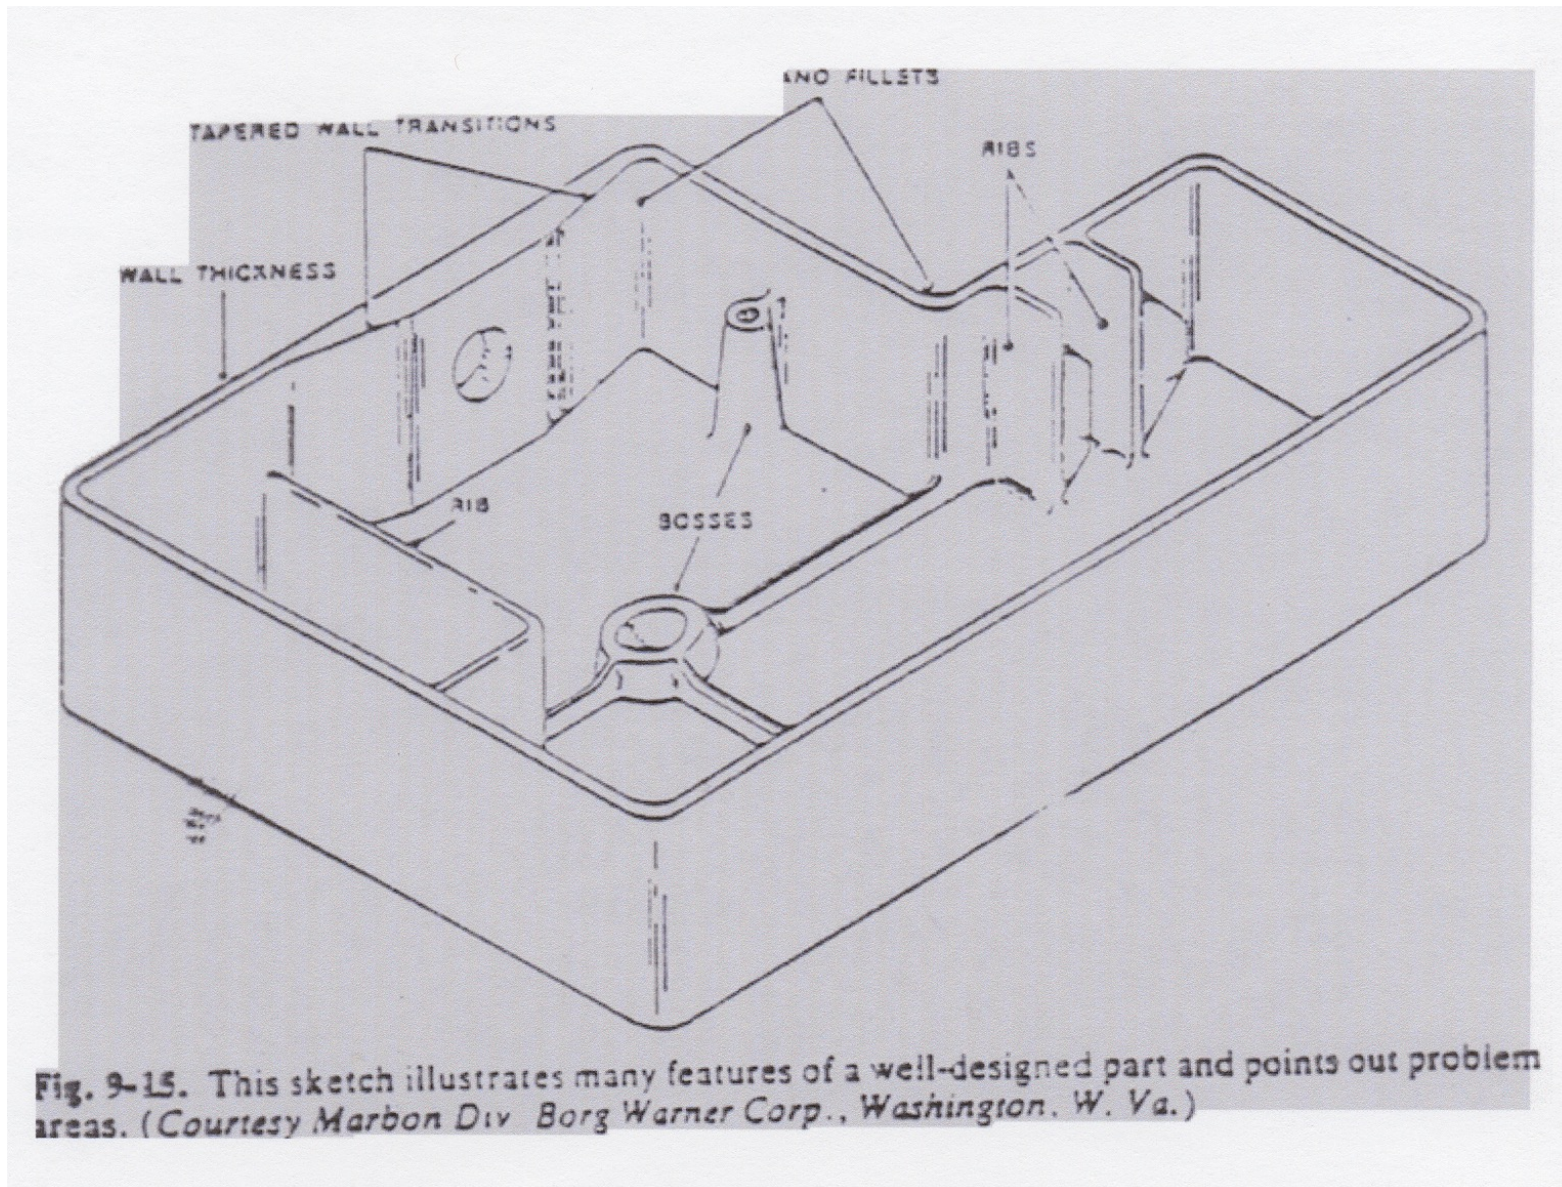 AND FILLETS
TAPERED WALL TRANSITIONS
RIBS
WALL THICKNESS
RIB
BOSSES
Fig. 9-15. This sketch illustrates many features of a well-designed part and points out problem
areas. (Courtesy Marbon Div Borg Warner Corp., Washington, W. Va.)